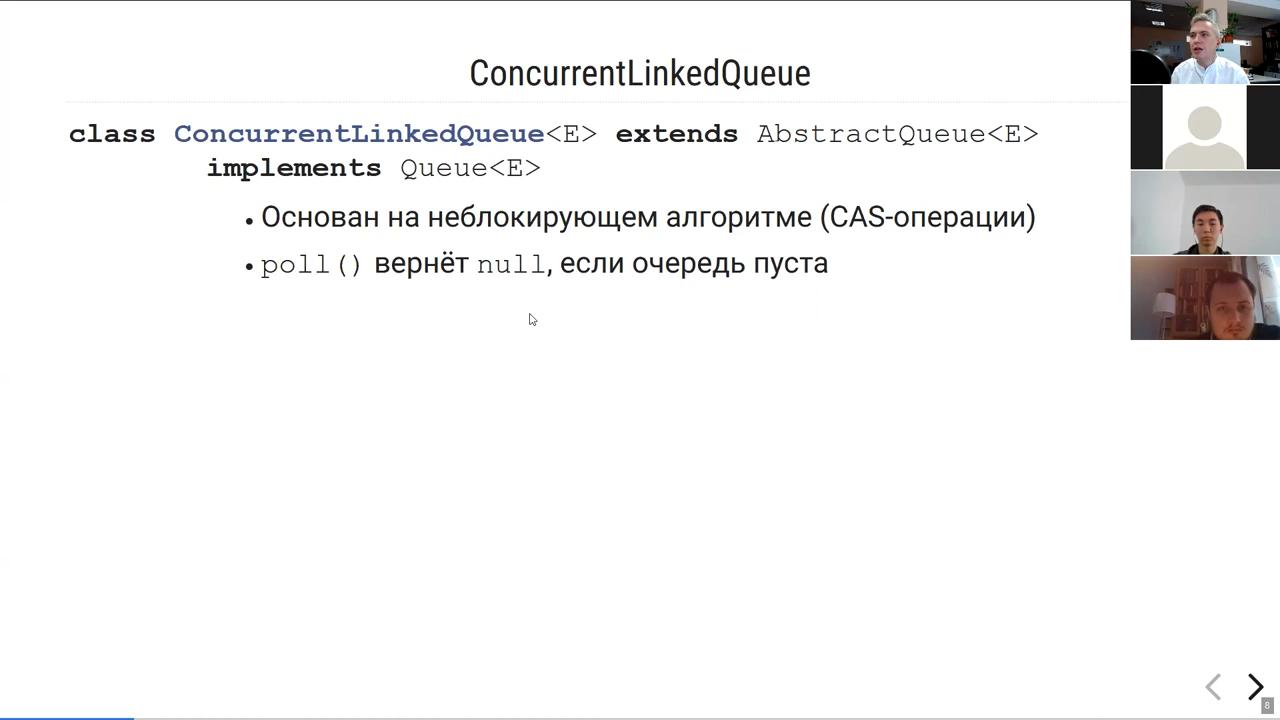 ConcurrentLinkedQueue
class ConcurrentLinkedQueue<E> extends AbstractQueue<E>
implements Queue<E>
• Основан на неблокирующем алгоритме (CAS-операции)
• poll() вернёт null, если очередь пуста
8